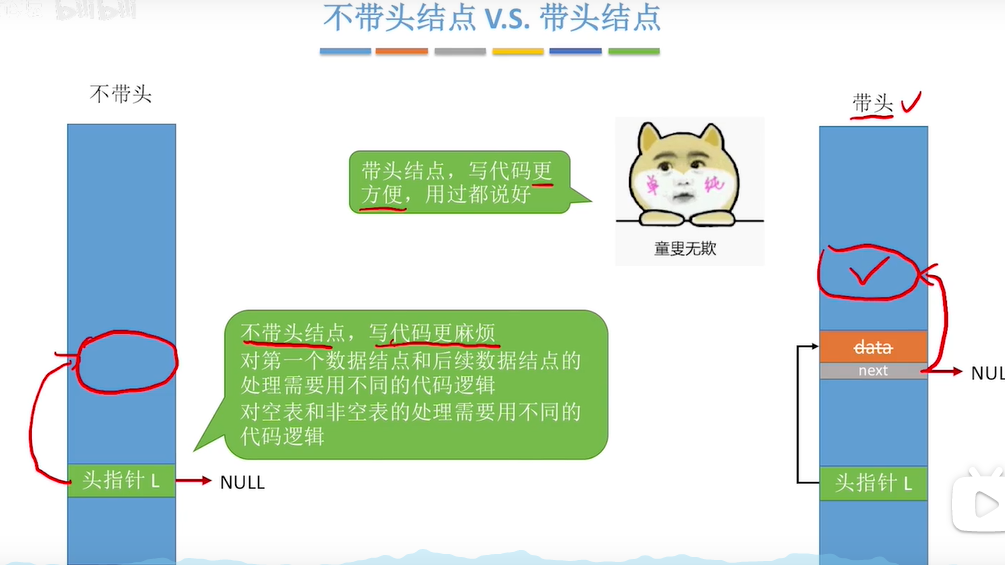 不带头结点 V.S. 带头结点
不带头
带头
带头结点，写代码更
方便，用过都说好
单 纯
童叟无欺
不带头结点，写代码更麻烦
对第一个数据结点和后续数据结点的
处理需要用不同的代码逻辑
对空表和非空表的处理需要用不同的
代码逻辑
data
next
NUL
头指针 L
NULL
头指针 L